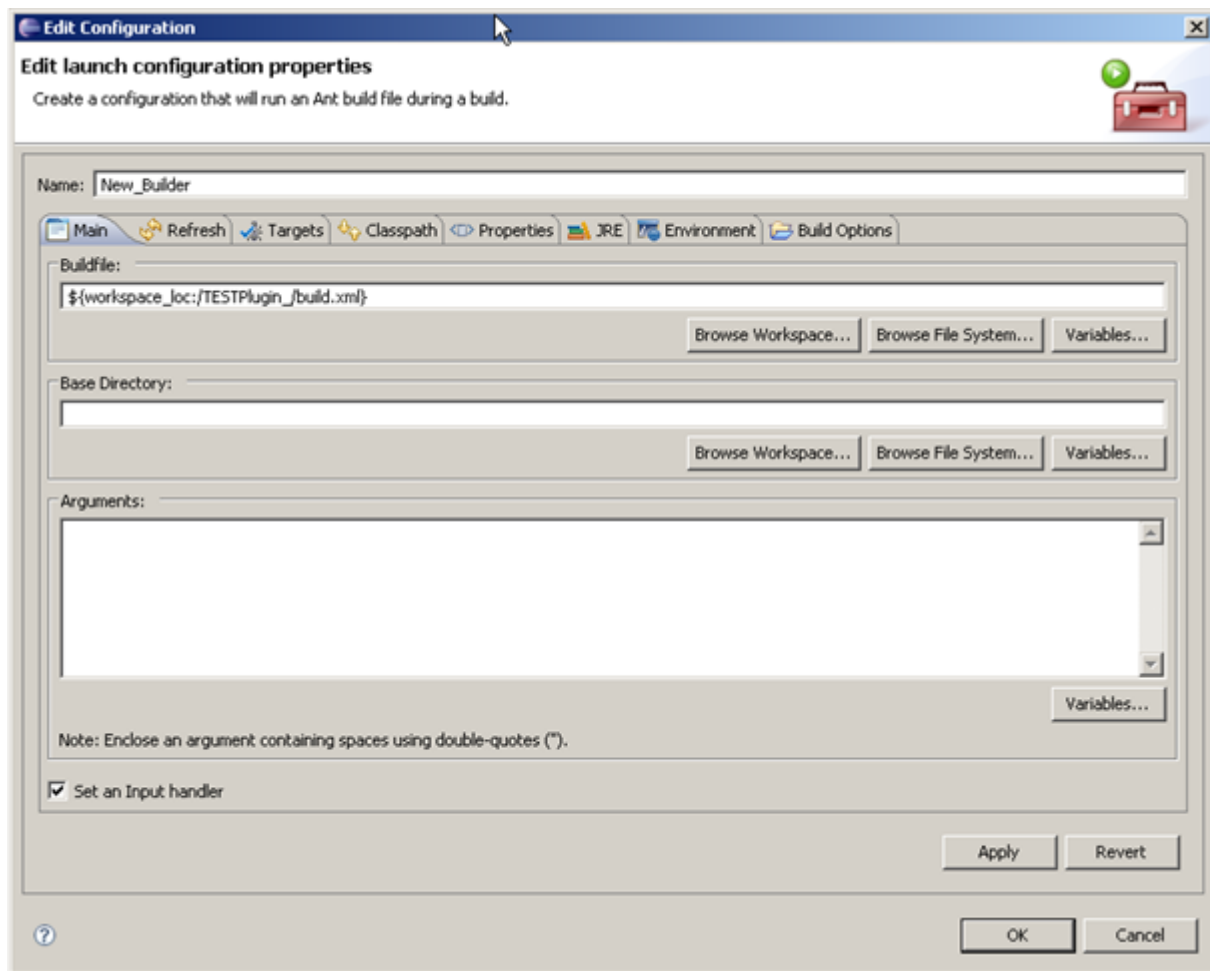 Edit Configuration
Edit launch configuration properties
Create a configuration that will run an Ant build file during a build.
Name: New_Builder
Main Refresh Targets Classpath Properties JRE Environment Build Options
Buildfile:
${workspace_loc:/TESTPlugin_/build.xml}
Browse Workspace... Browse File System... Variables...
Base Directory:
Browse Workspace... Browse File System... Variables...
Arguments:
Variables...
Note: Enclose an argument containing spaces using double-quotes (").
Set an Input handler
Apply Revert
OK Cancel